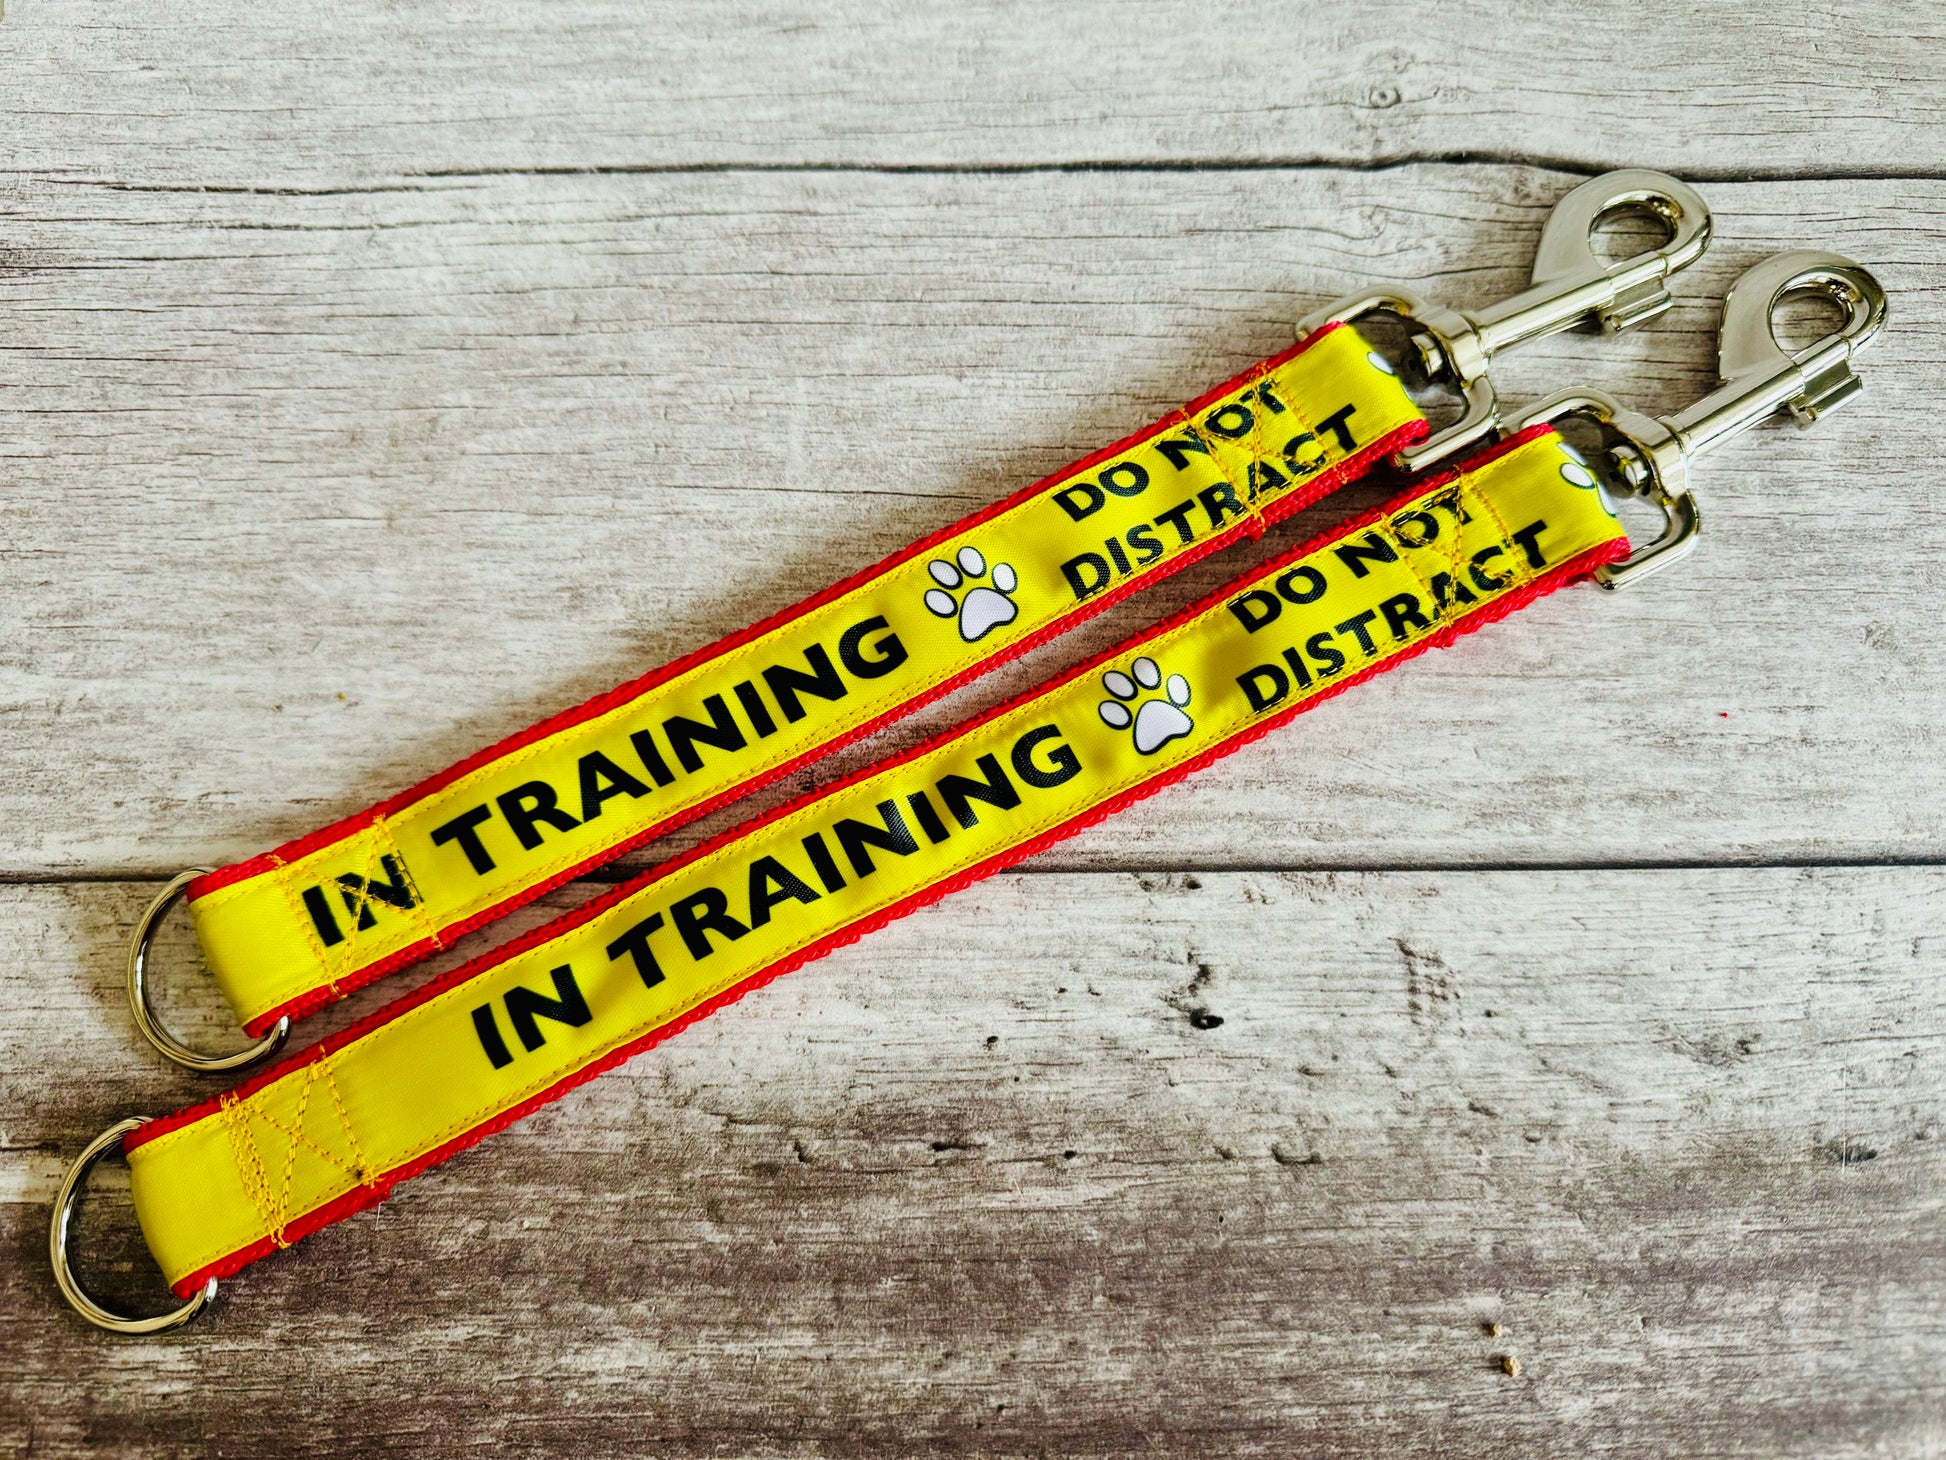 IN TRAINING
DO NOT
DISTRACT
IN TRAINING
DO NOT
DISTRACT